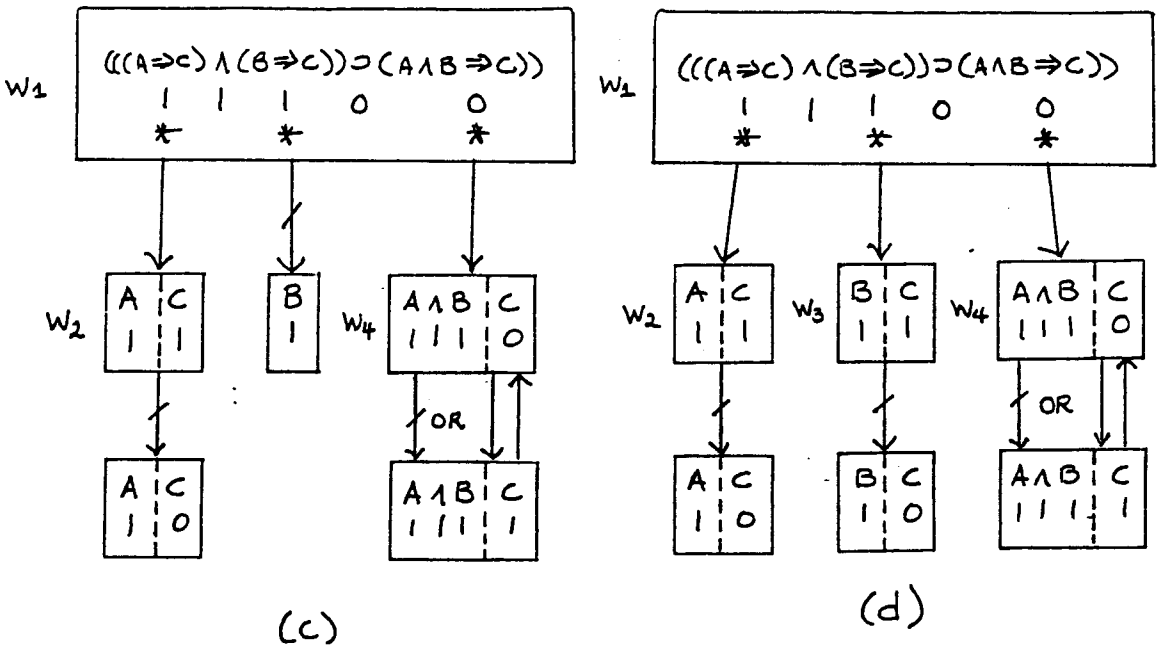 (((A⇒C) ∧ (B⇒C)) ⊃ (A∧B⇒C))
W1
1 1 1 0 0
* * *
A C
1 1
W2
B
1
A∧B C
1 1 1 0
W4
OR
A C
1 0
A∧B C
1 1 1 1
(c)
(((A⇒C) ∧ (B⇒C)) ⊃ (A∧B⇒C))
W1
1 1 1 0 0
* * *
A C
1 1
W2
B C
1 1
W3
A∧B C
1 1 1 0
W4
OR
A C
1 0
B C
1 0
A∧B C
1 1 1 1
(d)